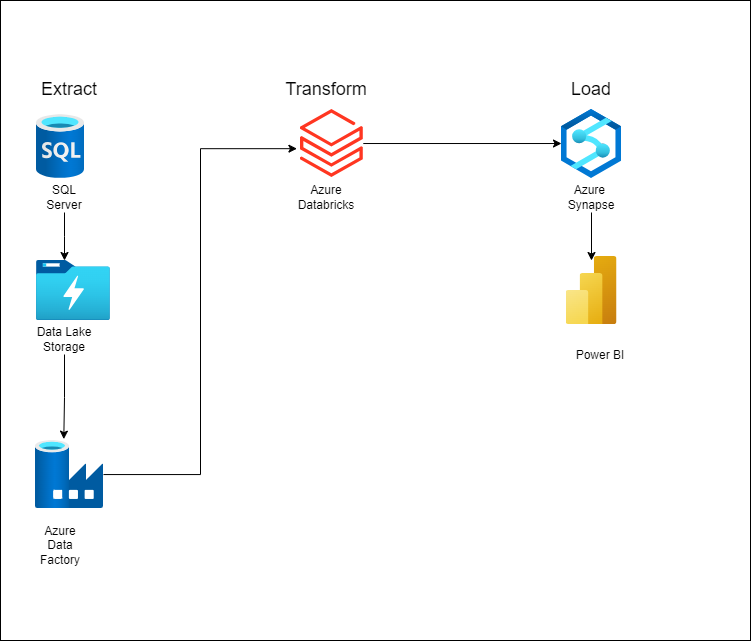 Extract
Transform
Load
SQL
SQL
Server
Azure
Databricks
Azure
Synapse
Data Lake
Storage
Power BI
Azure
Data
Factory